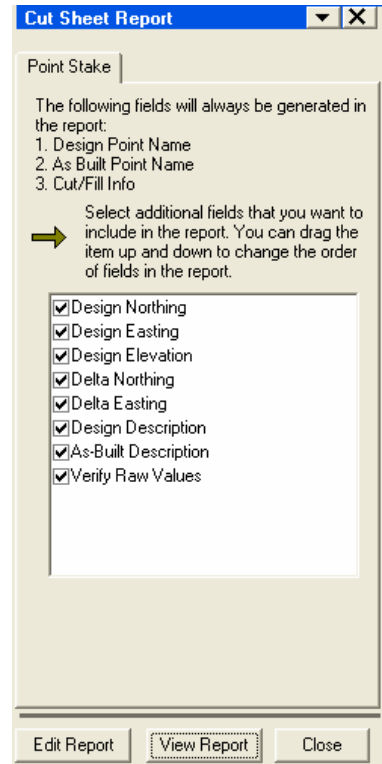 Cut Sheet Report
Point Stake
The following fields will always be generated in
the report:
1. Design Point Name
2. As Built Point Name
3. Cut/Fill Info
Select additional fields that you want to
include in the report. You can drag the
item up and down to change the order
of fields in the report.
Design Northing
Design Easting
Design Elevation
Delta Northing
Delta Easting
Design Description
As-Built Description
Verify Raw Values
Edit Report View Report Close